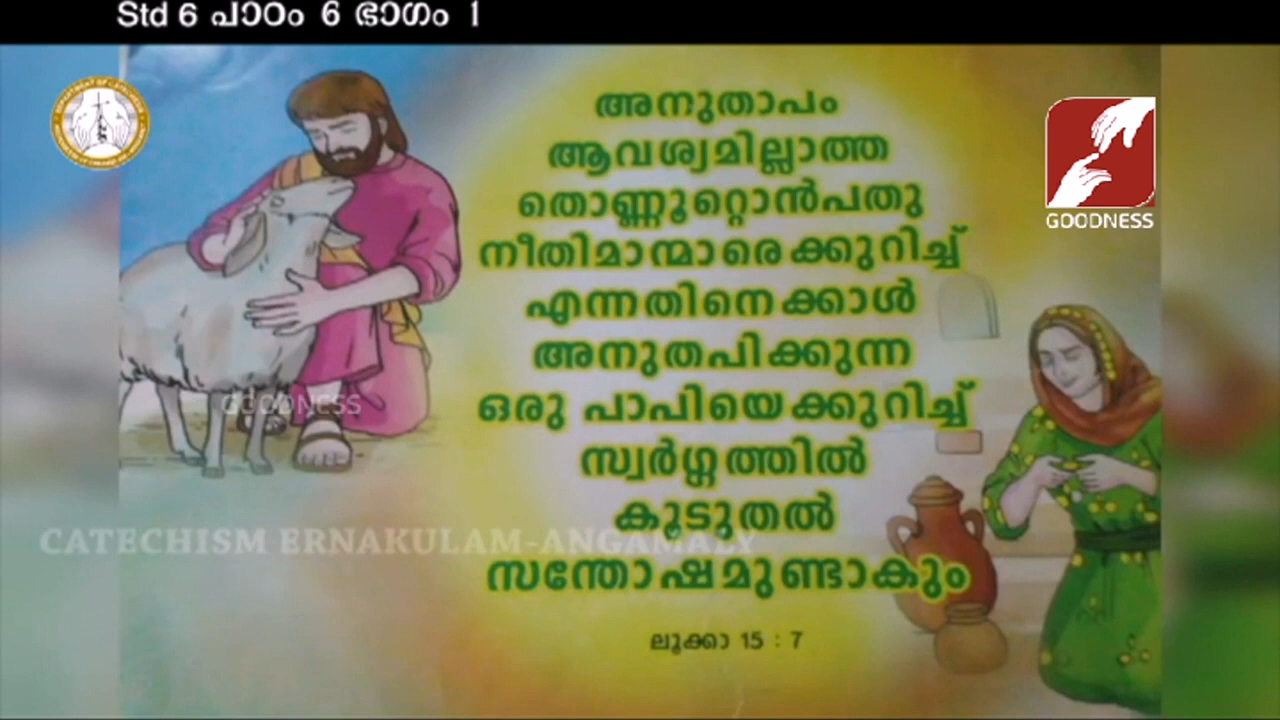 Std 6 പാഠം 6 ഭാഗം 1
GOODNESS
അനുതാപം
ആവശ്യമില്ലാത്ത
തൊണ്ണൂറ്റൊൻപതു
നീതിമാന്മാരെക്കുറിച്ച്
എന്നതിനെക്കാൾ
അനുതപിക്കുന്ന
ഒരു പാപിയെക്കുറിച്ച്
GOODNESS
സ്വർഗ്ഗത്തിൽ
കൂടുതൽ
CATECHISM ERNAKULAM-ANGAMALY
സന്തോഷമുണ്ടാകും
ലൂക്കാ 15 : 7